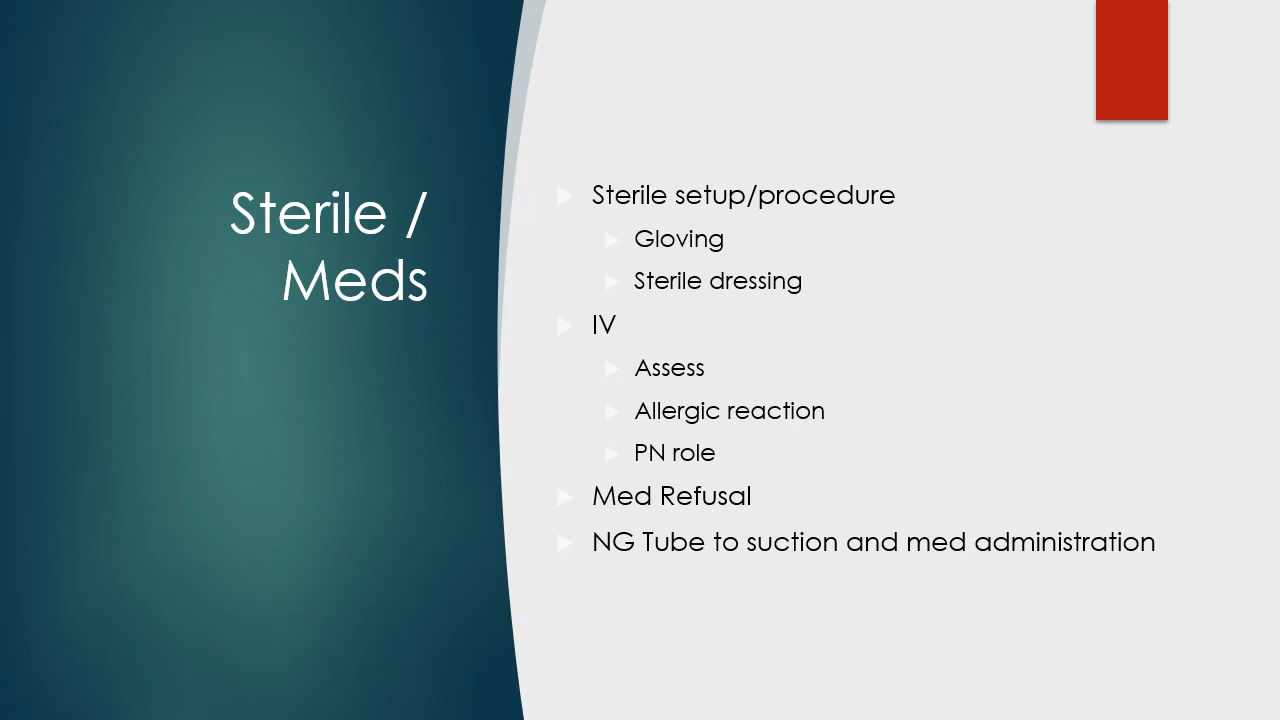 Sterile /
Meds
Sterile setup/procedure
Gloving
Sterile dressing
IV
Assess
Allergic reaction
PN role
Med Refusal
NG Tube to suction and med administration